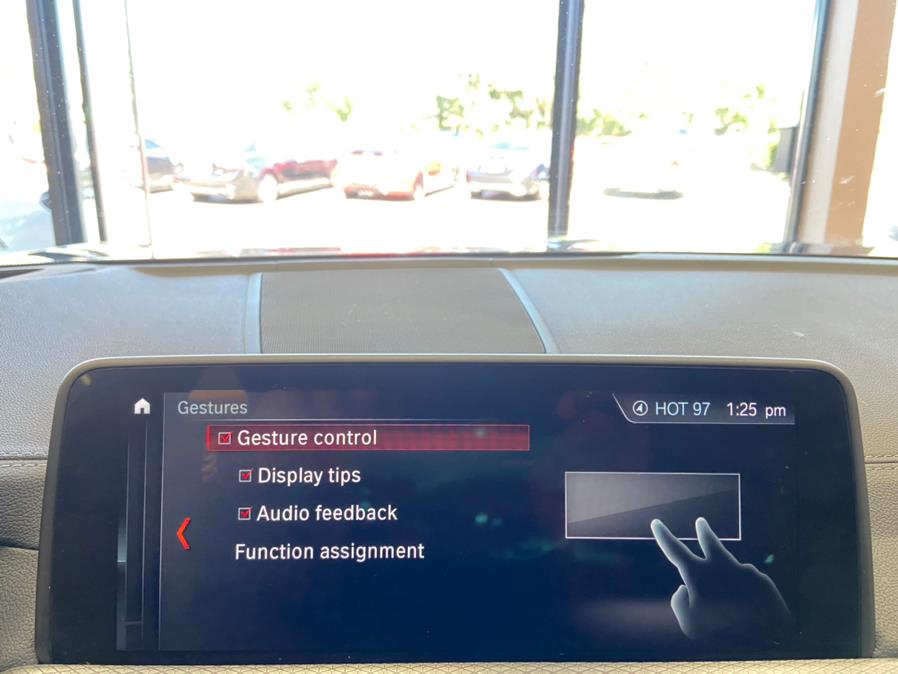 Gestures
HOT 97 1:25 pm
Gesture control
Display tips
Audio feedback
Function assignment